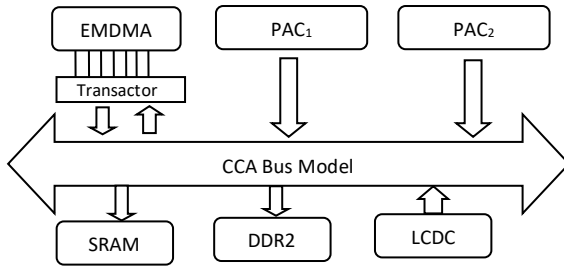 EMDMA
PAC₁
PAC₂
Transactor
CCA Bus Model
SRAM
DDR2
LCDC